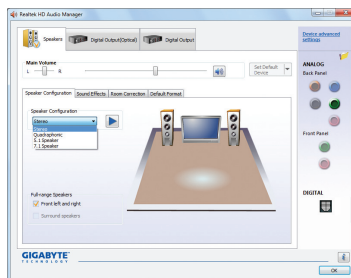 Realtek HD Audio Manager
Speakers
Digital Output(Optical)
Digital Output
Device advanced settings
Main Volume
L
R
Set Default Device
ANALOG
Back Panel
Speaker Configuration
Sound Effects
Room Correction
Default Format
Speaker Configuration
Stereo
Stereo
Quadraphonic
5.1 Speaker
7.1 Speaker
Front Panel
Full-range Speakers
Front left and right
Surround speakers
DIGITAL
GIGABYTE
TECHNOLOGY
OK